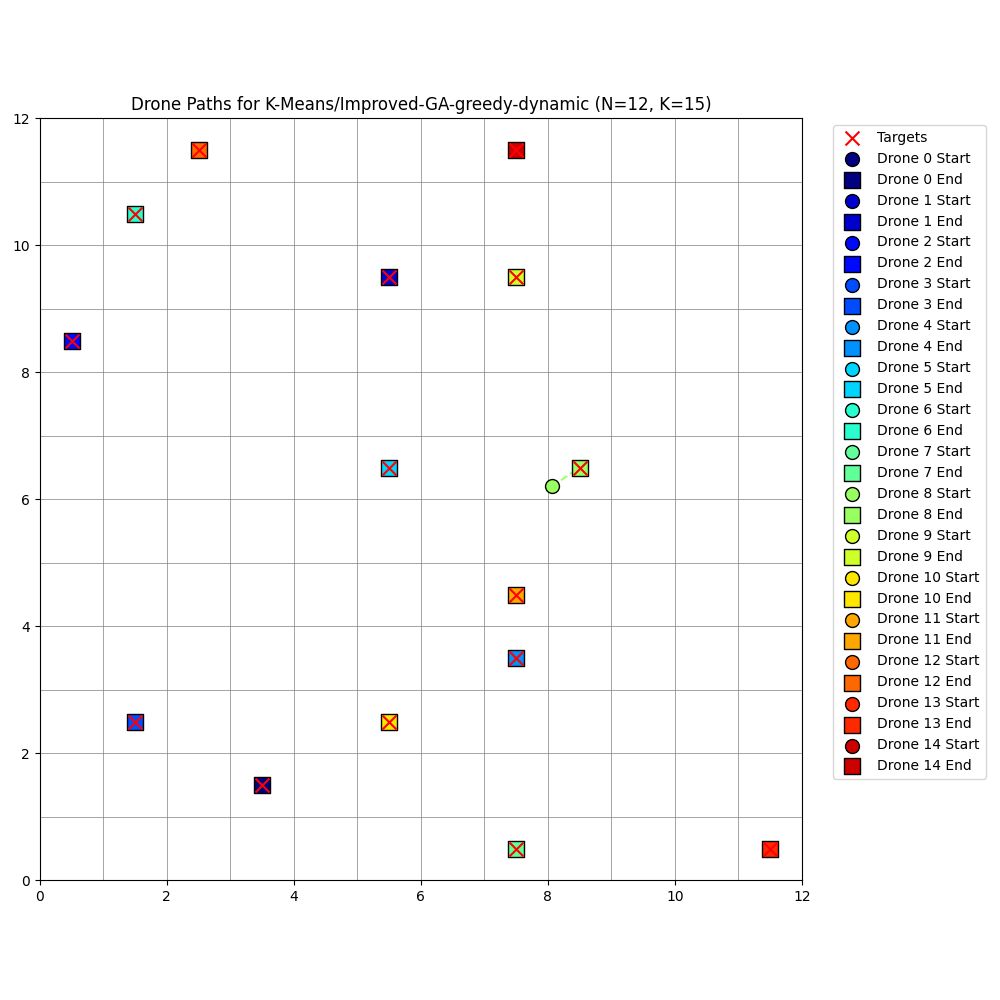 Drone Paths for K-Means/Improved-GA-greedy-dynamic (N=12, K=15)
12
10
8
6
4
2
0
0 2 4 6 8 10 12
Targets
Drone 0 Start
Drone 0 End
Drone 1 Start
Drone 1 End
Drone 2 Start
Drone 2 End
Drone 3 Start
Drone 3 End
Drone 4 Start
Drone 4 End
Drone 5 Start
Drone 5 End
Drone 6 Start
Drone 6 End
Drone 7 Start
Drone 7 End
Drone 8 Start
Drone 8 End
Drone 9 Start
Drone 9 End
Drone 10 Start
Drone 10 End
Drone 11 Start
Drone 11 End
Drone 12 Start
Drone 12 End
Drone 13 Start
Drone 13 End
Drone 14 Start
Drone 14 End